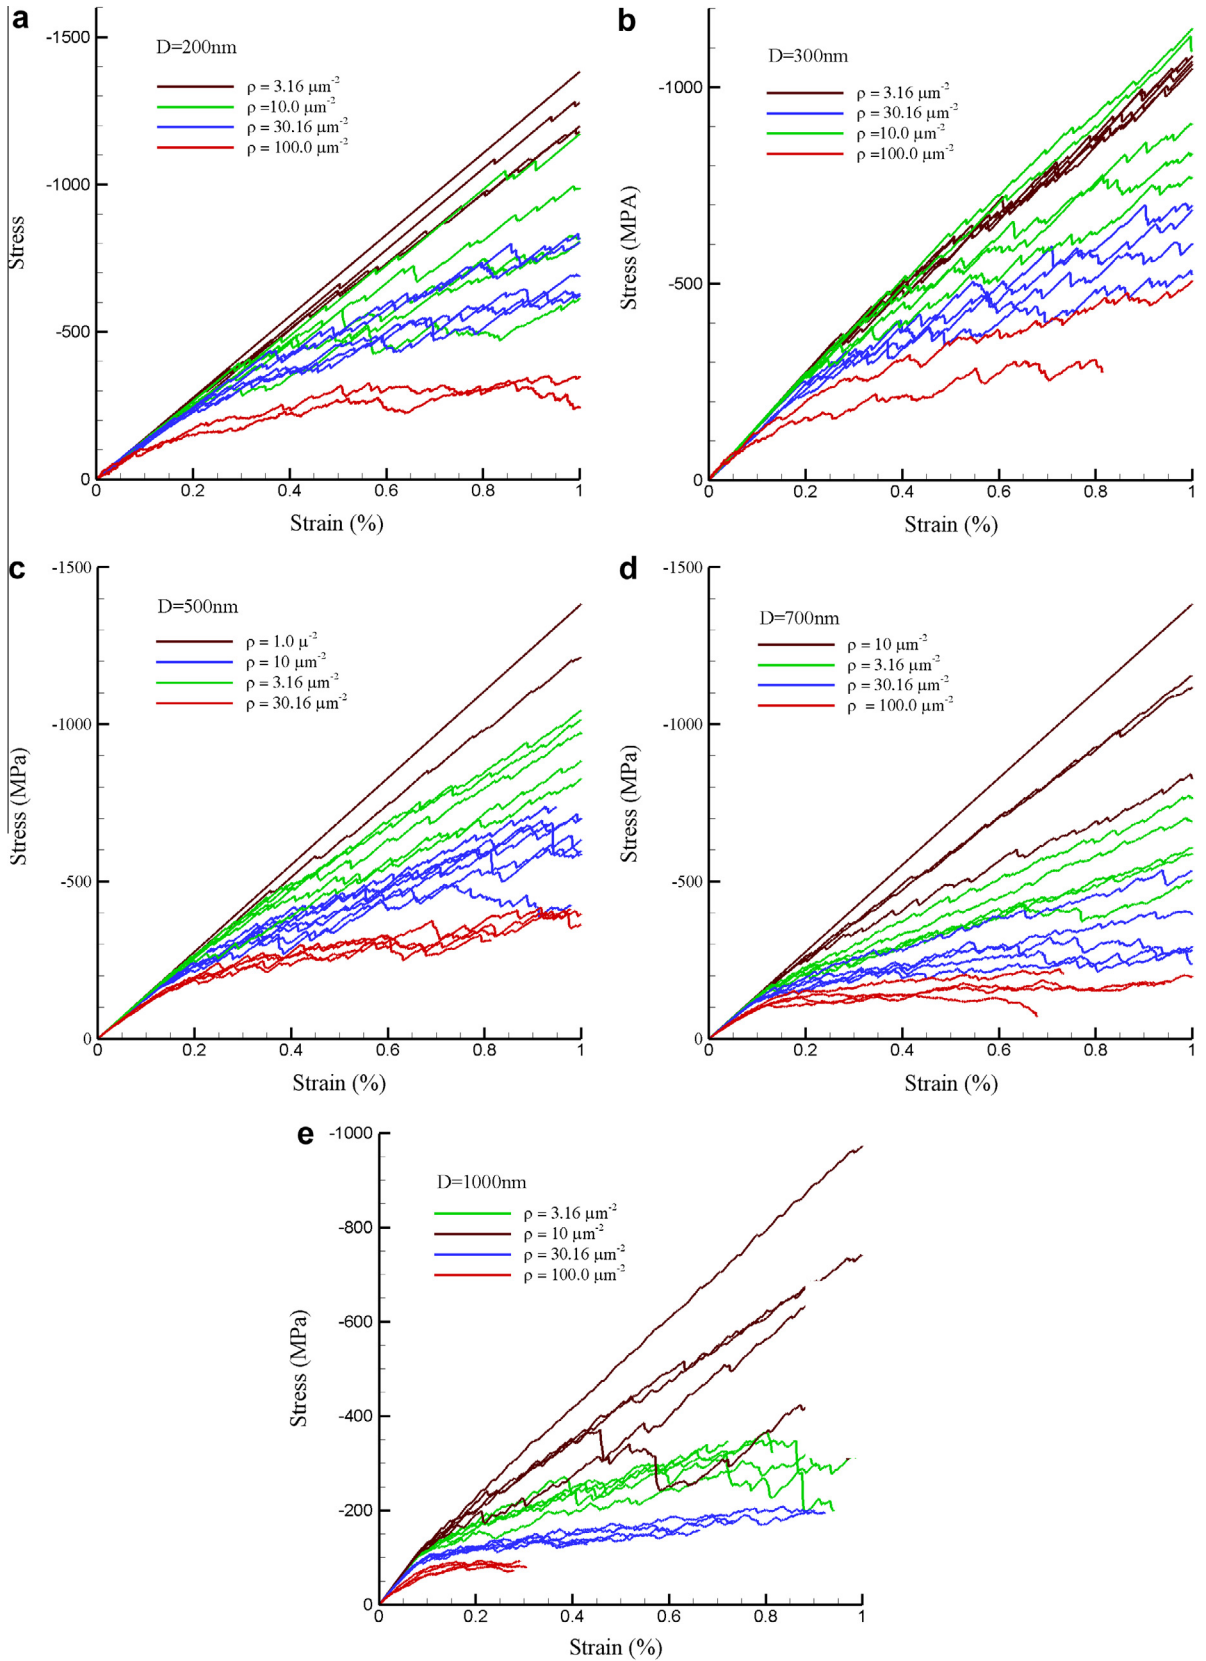 a
D=200nm
ρ = 3.16 μm-2
ρ =10.0 μm-2
ρ = 30.16 μm-2
ρ = 100.0 μm-2
-1500
-1000
-500
0
Stress
0 0.2 0.4 0.6 0.8 1
Strain (%)
b
D=300nm
ρ = 3.16 μm-2
ρ = 30.16 μm-2
ρ =10.0 μm-2
ρ =100.0 μm-2
-1000
-500
0
Stress (MPA)
0 0.2 0.4 0.6 0.8 1
Strain (%)
c
D=500nm
ρ = 1.0 μ-2
ρ = 10 μm-2
ρ = 3.16 μm-2
ρ = 30.16 μm-2
-1500
-1000
-500
0
Stress (MPa)
0 0.2 0.4 0.6 0.8 1
Strain (%)
d
D=700nm
ρ = 10 μm-2
ρ = 3.16 μm-2
ρ = 30.16 μm-2
ρ = 100.0 μm-2
-1500
-1000
-500
0
Stress (MPa)
0 0.2 0.4 0.6 0.8 1
Strain (%)
e
D=1000nm
ρ = 3.16 μm-2
ρ = 10 μm-2
ρ = 30.16 μm-2
ρ = 100.0 μm-2
-1000
-800
-600
-400
-200
0
Stress (MPa)
0 0.2 0.4 0.6 0.8 1
Strain (%)